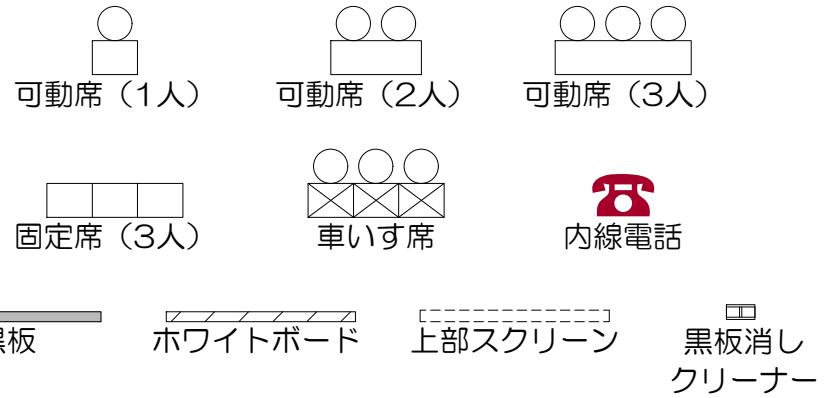 可動席（1人）
可動席（2人）
可動席（3人）
固定席（3人）
車いす席
内線電話
板
ホワイトボード
上部スクリーン
黒板消し
クリーナー